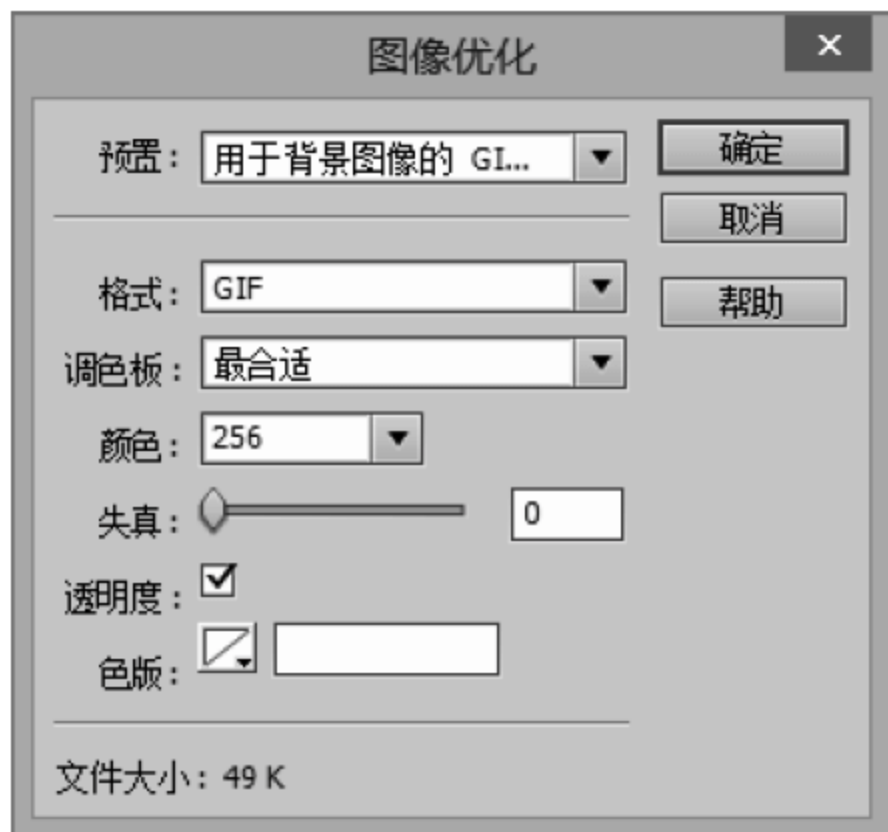 图像优化
预置： 用于背景图像的 GI... 确定
取消
格式： GIF 帮助
调色板： 最合适
颜色： 256
失真： 0
透明度：
色版：
文件大小：49 K